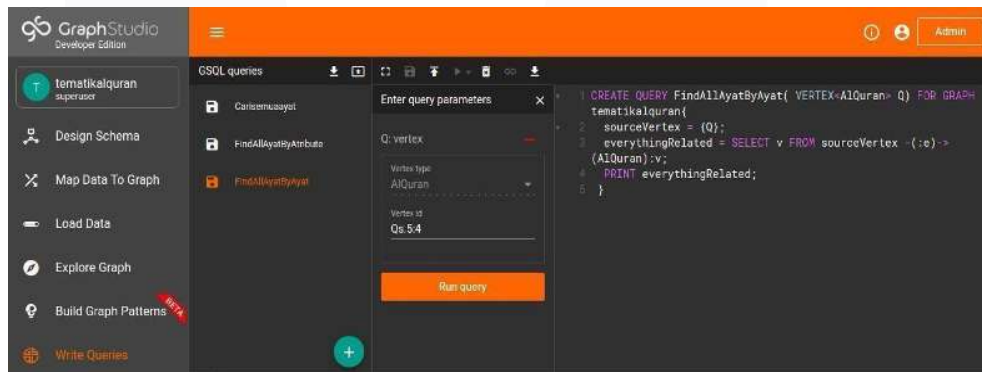 GraphStudio
Developer Edition
Admin
T
tematikalquran
superuser
Design Schema
Map Data To Graph
Load Data
Explore Graph
Build Graph Patterns
BETA
Write Queries
GSQL queries
Carisemuaayat
FindAllAyatByAtribute
FindAllAyatByAyat
+
Enter query parameters
Q: vertex
Vertex type
AlQuran
Vertex id
Qs.5:4
Run query
1 CREATE QUERY FindAllAyatByAyat( VERTEX<AlQuran> Q) FOR GRAPH
tematikalquran{
2 sourceVertex = {Q};
3 everythingRelated = SELECT v FROM sourceVertex -(:e)->
(AlQuran):v;
4 PRINT everythingRelated;
5 }